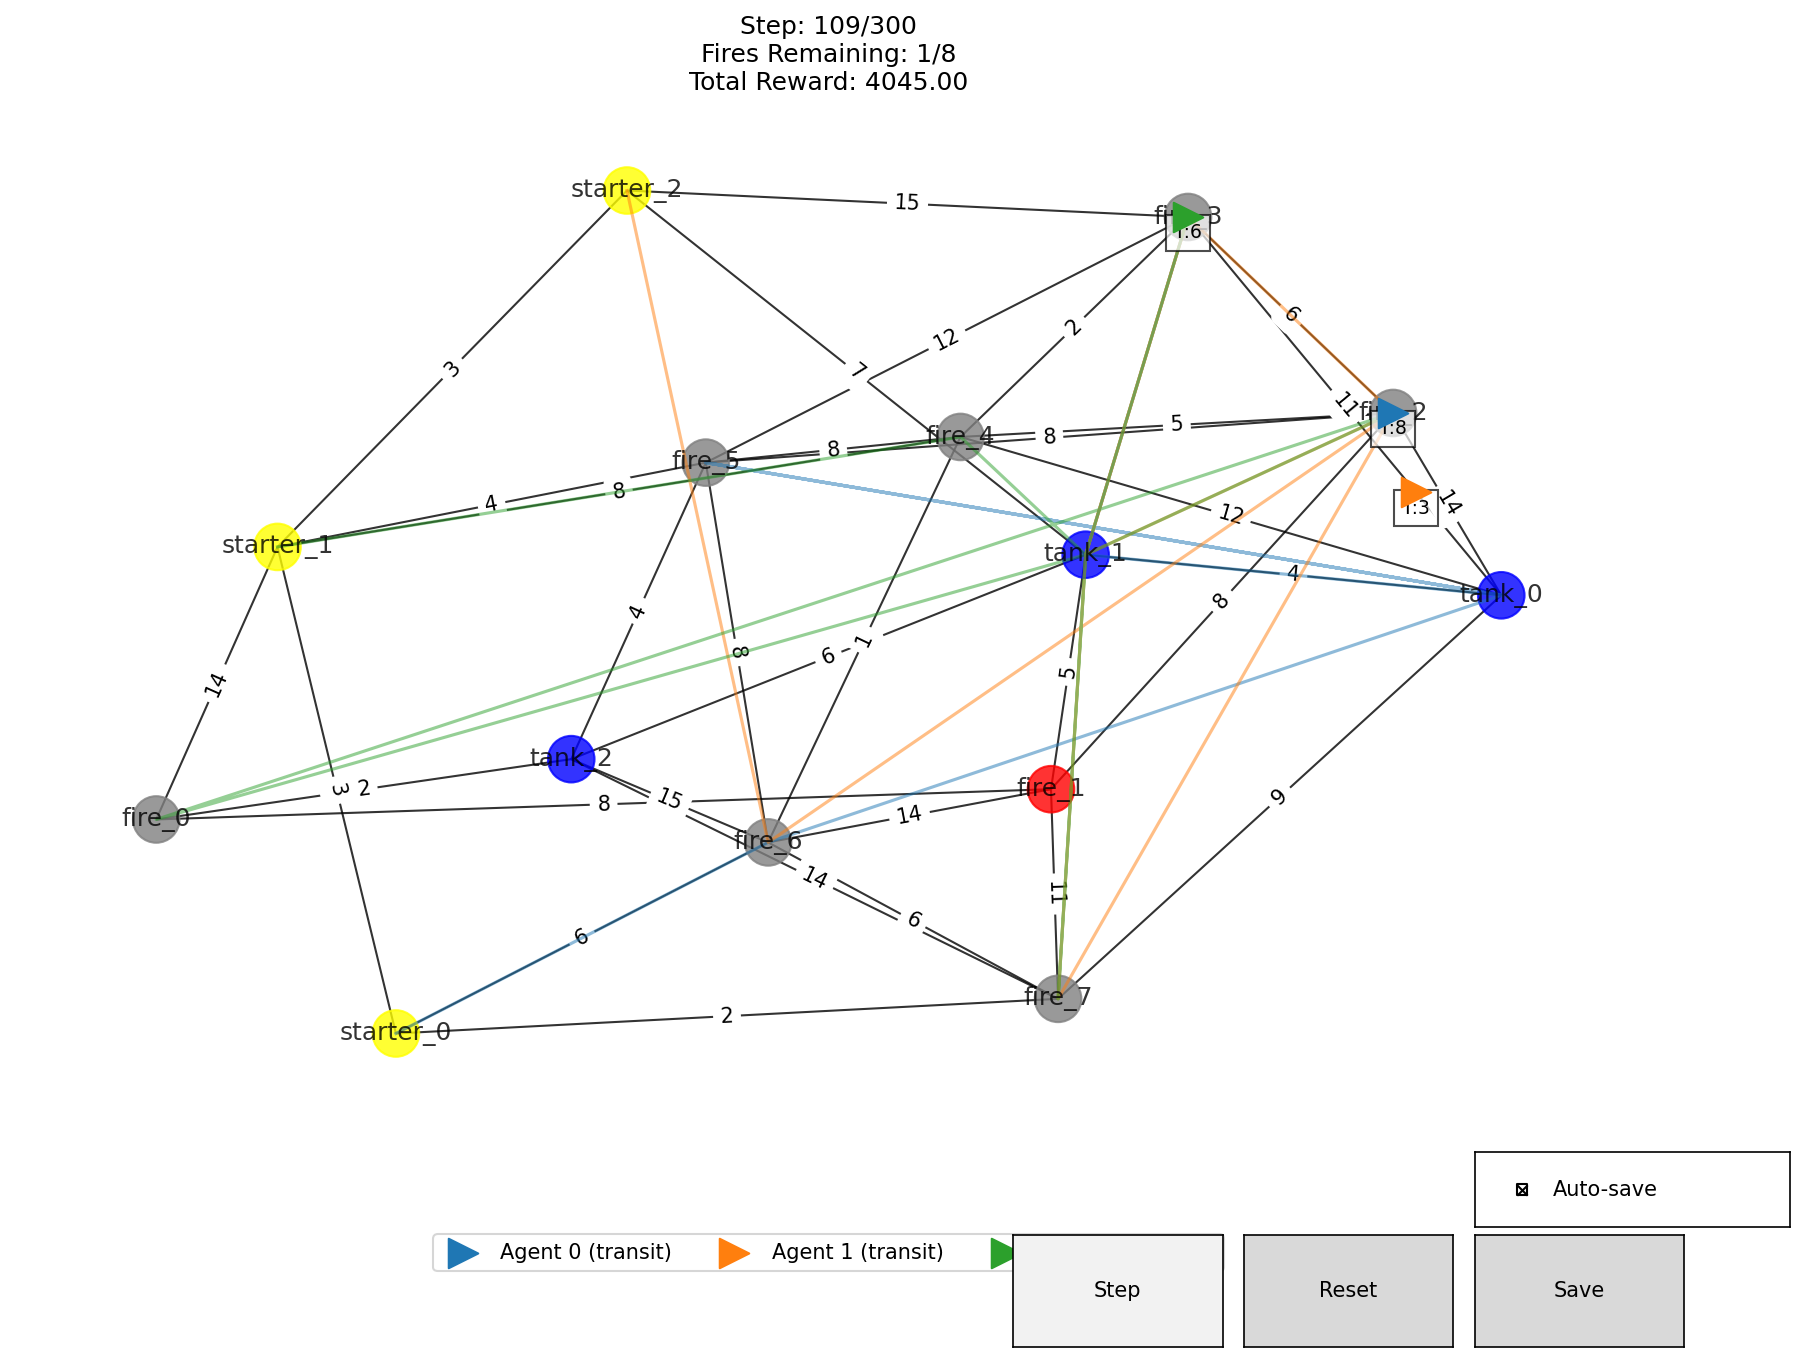 Step: 109/300
Fires Remaining: 1/8
Total Reward: 4045.00
starter_2
15
T:6
3
6
12
2
7
11
5
8
8
T:8
fire_4
fire_5
4
8
14
T:3
12
starter_1
tank_1
4
tank_0
4
8
8
6
1
5
14
tank_2
3
2
15
fire_1
8
14
9
fire_0
fire_6
14
11
6
6
fire_7
2
starter_0
Auto-save
Agent 0 (transit)
Agent 1 (transit)
Step
Reset
Save